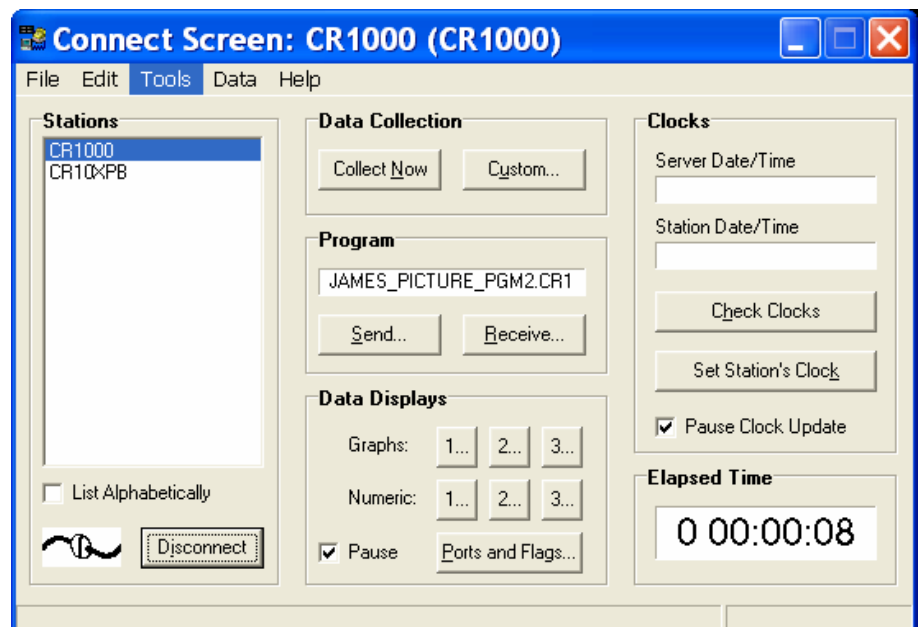 Connect Screen: CR1000 (CR1000)
File Edit Tools Data Help
Stations
CR1000
CR10XPB
List Alphabetically
Disconnect
Data Collection
Collect Now Custom...
Program
JAMES_PICTURE_PGM2.CR1
Send... Receive...
Data Displays
Graphs: 1... 2... 3...
Numeric: 1... 2... 3...
Pause Ports and Flags...
Clocks
Server Date/Time
Station Date/Time
Check Clocks
Set Station's Clock
Pause Clock Update
Elapsed Time
0 00:00:08